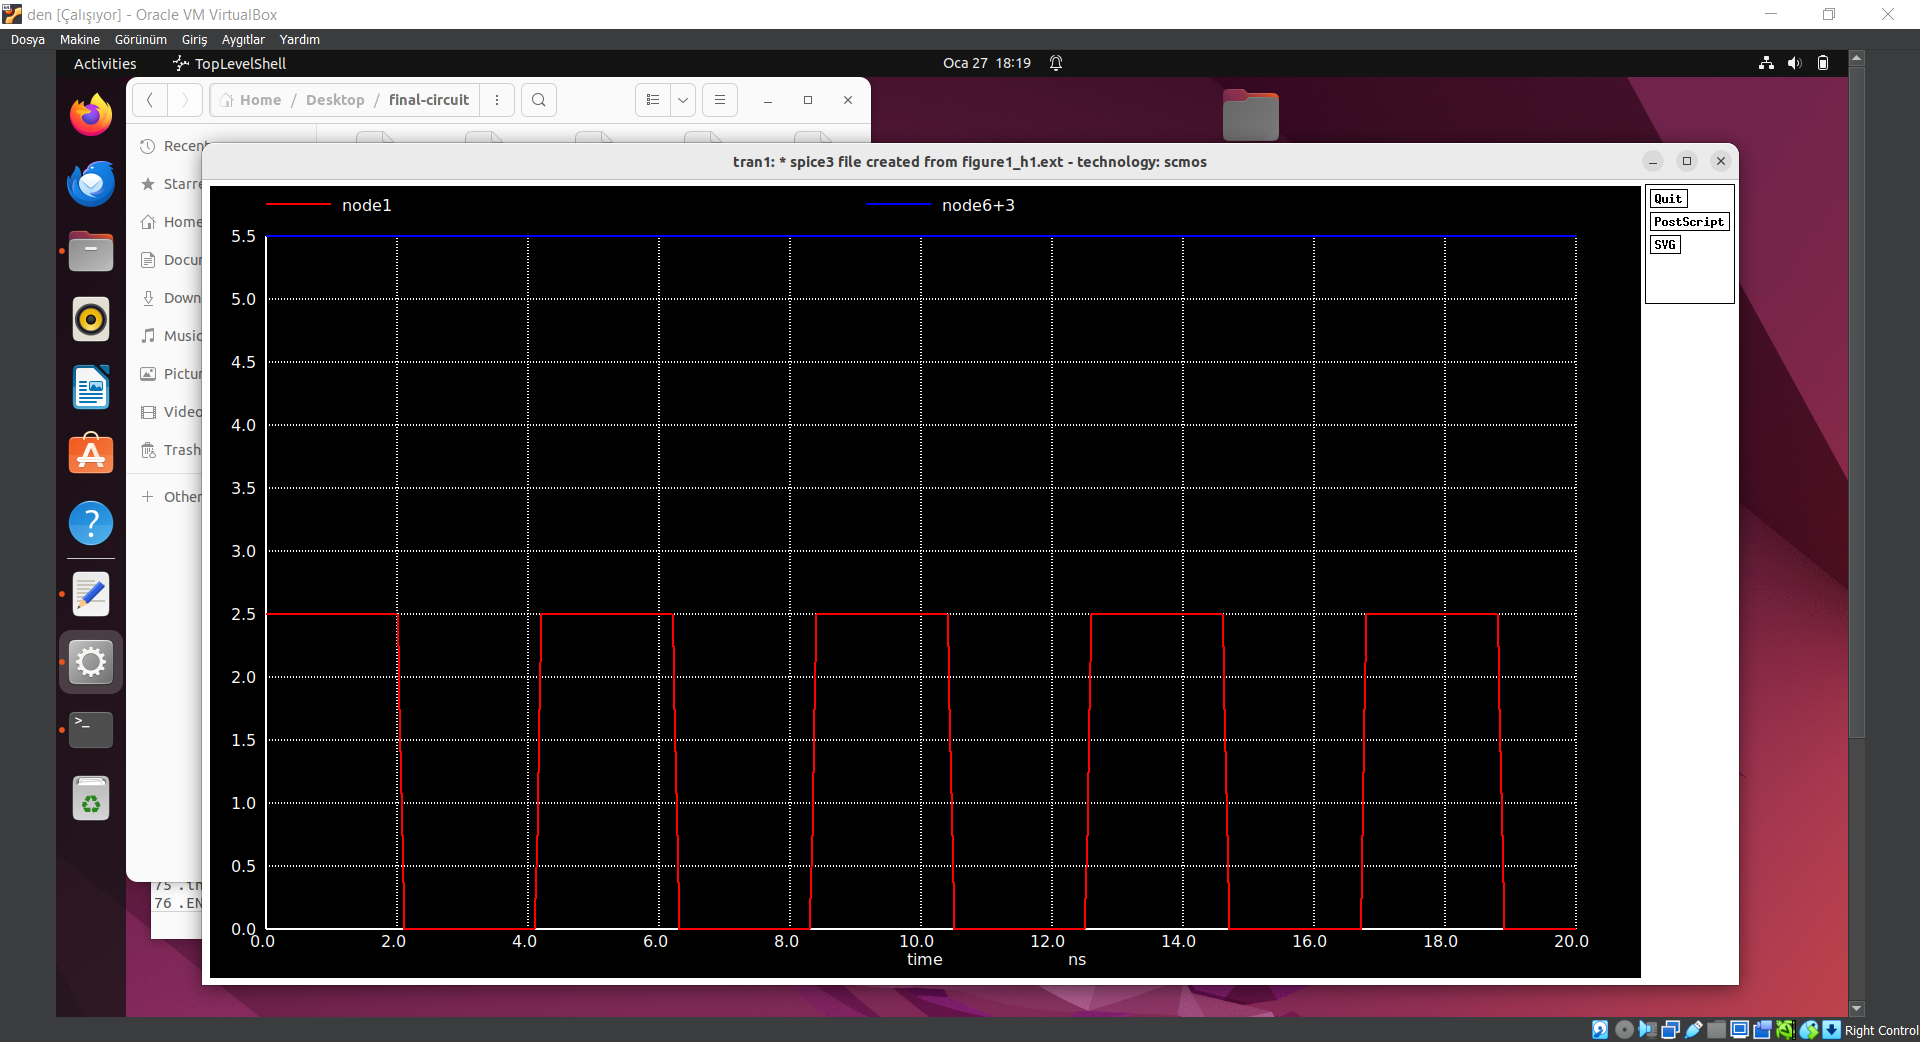 den [Çalışıyor] - Oracle VM VirtualBox
Dosya Makine Görünüm Giriş Aygıtlar Yardım
Activities TopLevelShell Oca 27 18:19
Home / Desktop / final-circuit
Recent
Starre
Home
Docum
Down
Music
Pictur
Video
Trash
Other
75 .tr
76 .EN
tran1: * spice3 file created from figure1_h1.ext - technology: scmos
node1 node6+3
Quit
PostScript
SVG
5.5
5.0
4.5
4.0
3.5
3.0
2.5
2.0
1.5
1.0
0.5
0.0
0.0 2.0 4.0 6.0 8.0 10.0 12.0 14.0 16.0 18.0 20.0
time ns
Right Control